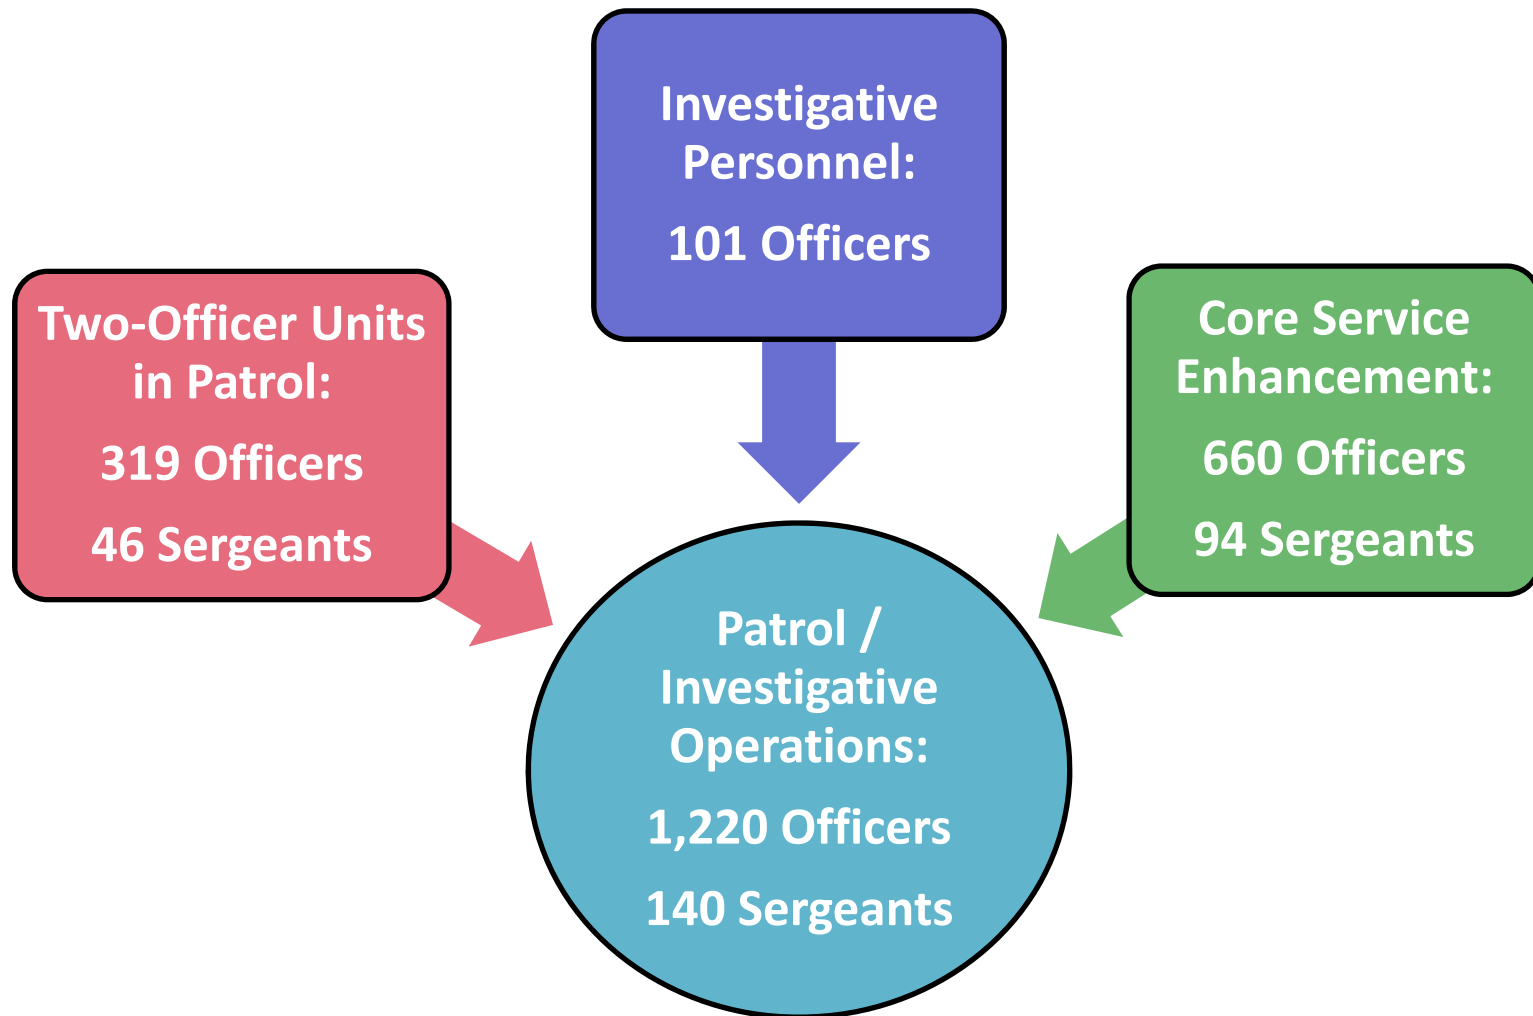 Investigative
Personnel:
101 Officers
Two-Officer Units
in Patrol:
319 Officers
46 Sergeants
Core Service
Enhancement:
660 Officers
94 Sergeants
Patrol /
Investigative
Operations:
1,220 Officers
140 Sergeants